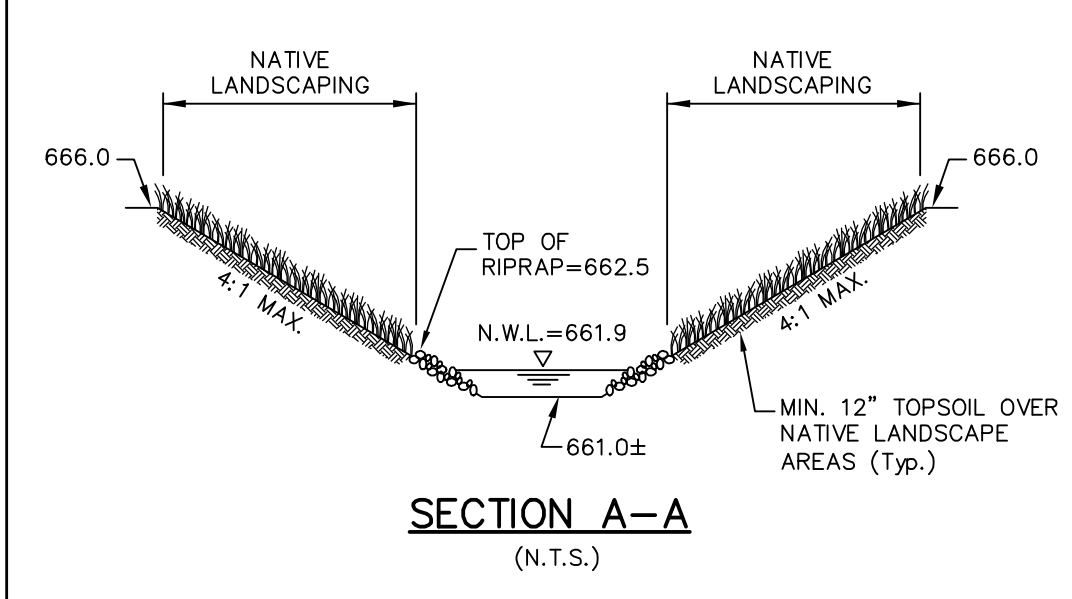 NATIVE
LANDSCAPING
NATIVE
LANDSCAPING
666.0
666.0
TOP OF
RIPRAP=662.5
4:1 MAX.
N.W.L.=661.9
4:1 MAX.
MIN. 12" TOPSOIL OVER
NATIVE LANDSCAPE
AREAS (Typ.)
661.0±
SECTION A-A
(N.T.S.)